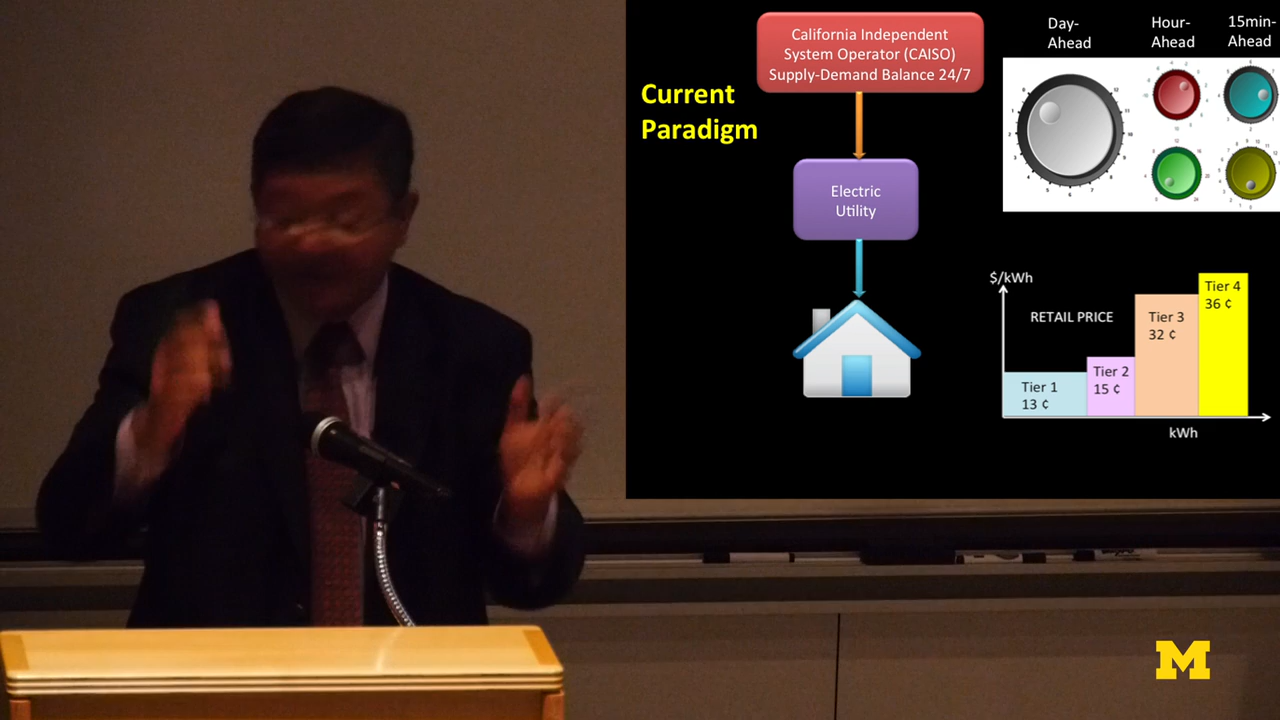 Current
Paradigm
California Independent
System Operator (CAISO)
Supply-Demand Balance 24/7
Electric
Utility
Day-
Ahead
Hour-
Ahead
15min-
Ahead
$/kWh
RETAIL PRICE
Tier 1
13 ¢
Tier 2
15 ¢
Tier 3
32 ¢
Tier 4
36 ¢
kWh
M